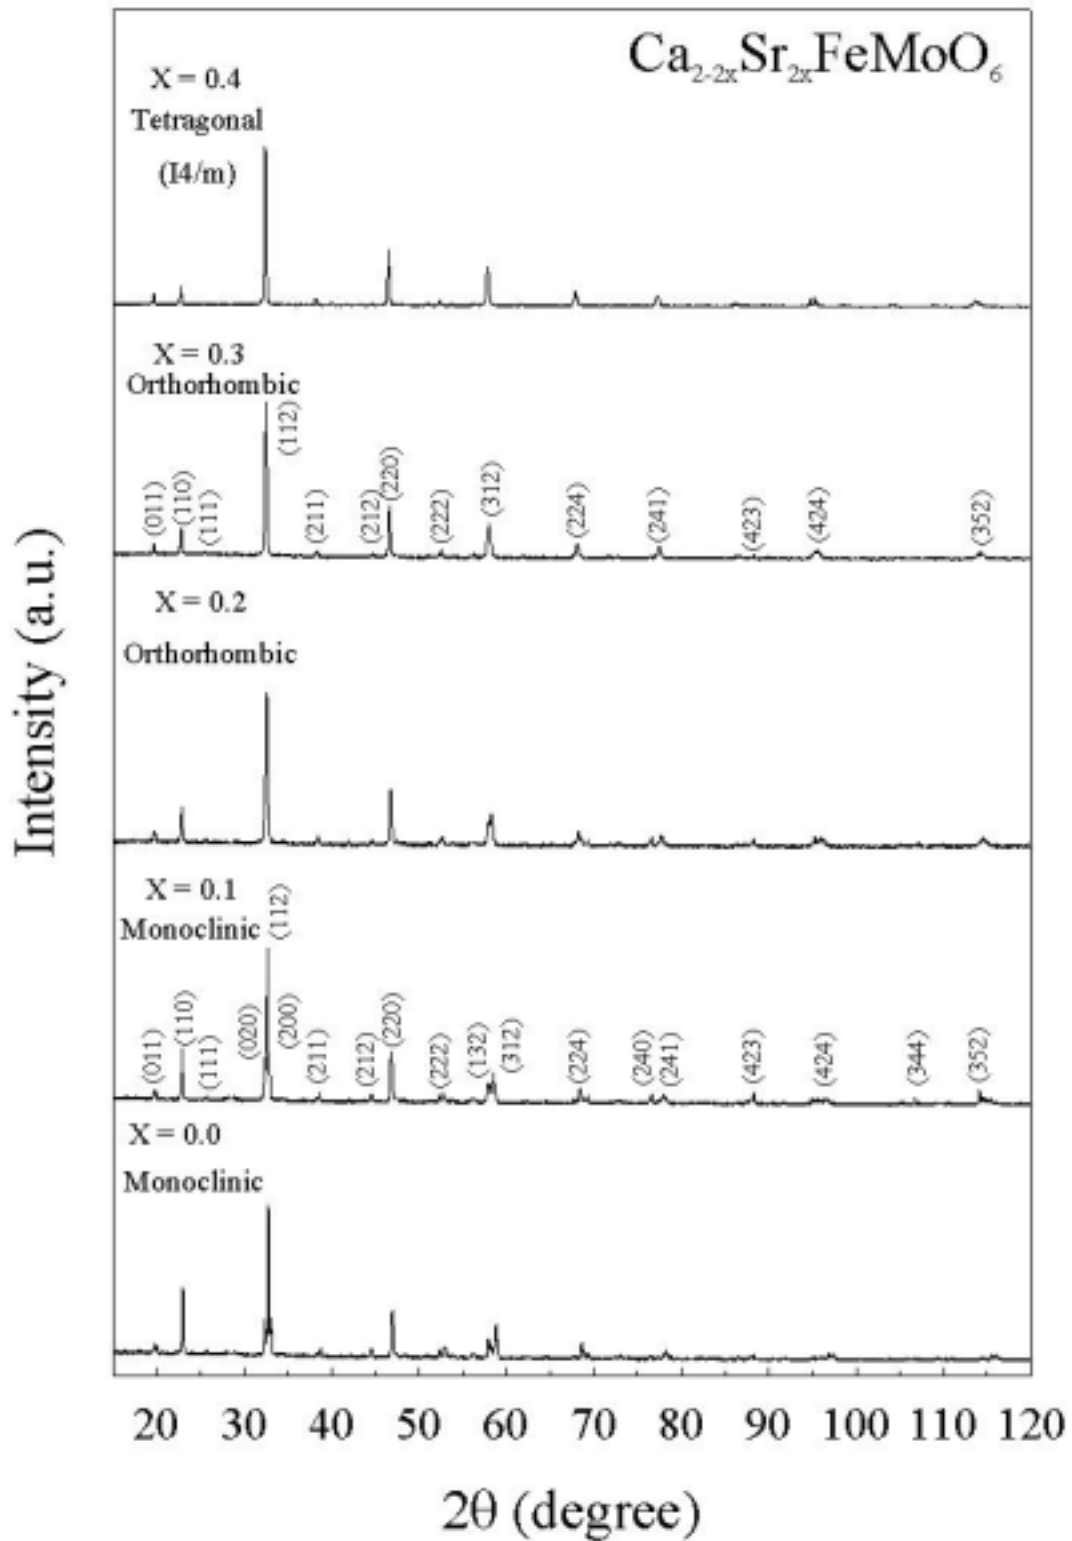 Ca₂₋₂ₓSr₂ₓFeMoO₆
X = 0.4
Tetragonal
(I4/m)
X = 0.3
Orthorhombic
(011) (110) (111) (112) (211) (212) (220) (222) (312) (224) (241) (423) (424) (352)
X = 0.2
Orthorhombic
X = 0.1
Monoclinic
(011) (110) (111) (020) (112) (200) (211) (212) (220) (222) (132) (312) (224) (240) (241) (423) (424) (344) (352)
X = 0.0
Monoclinic
20 30 40 50 60 70 80 90 100 110 120
2θ (degree)
Intensity (a.u.)